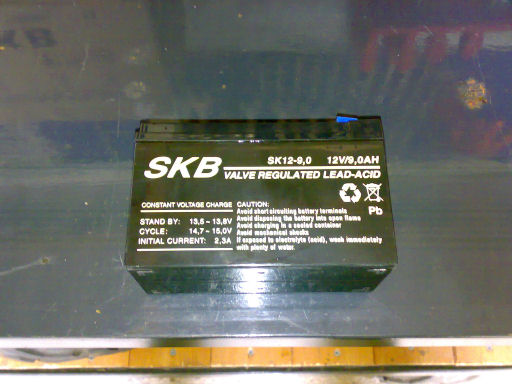 SKB
SK12-9,0 12V/9,0AH
VALVE REGULATED LEAD-ACID
CONSTANT VOLTAGE CHARGE
STAND BY: 13,5 - 13,8V
CYCLE: 14,7 - 15,0V
INITIAL CURRENT: 2,3A
CAUTION:
Avoid short circuiting battery terminals
Avoid disposing the battery into open flame
Avoid charging in a sealed container
Avoid mechanical shocks
If exposed to electrolyte (acid), wash immediately
with plenty of water.
Pb